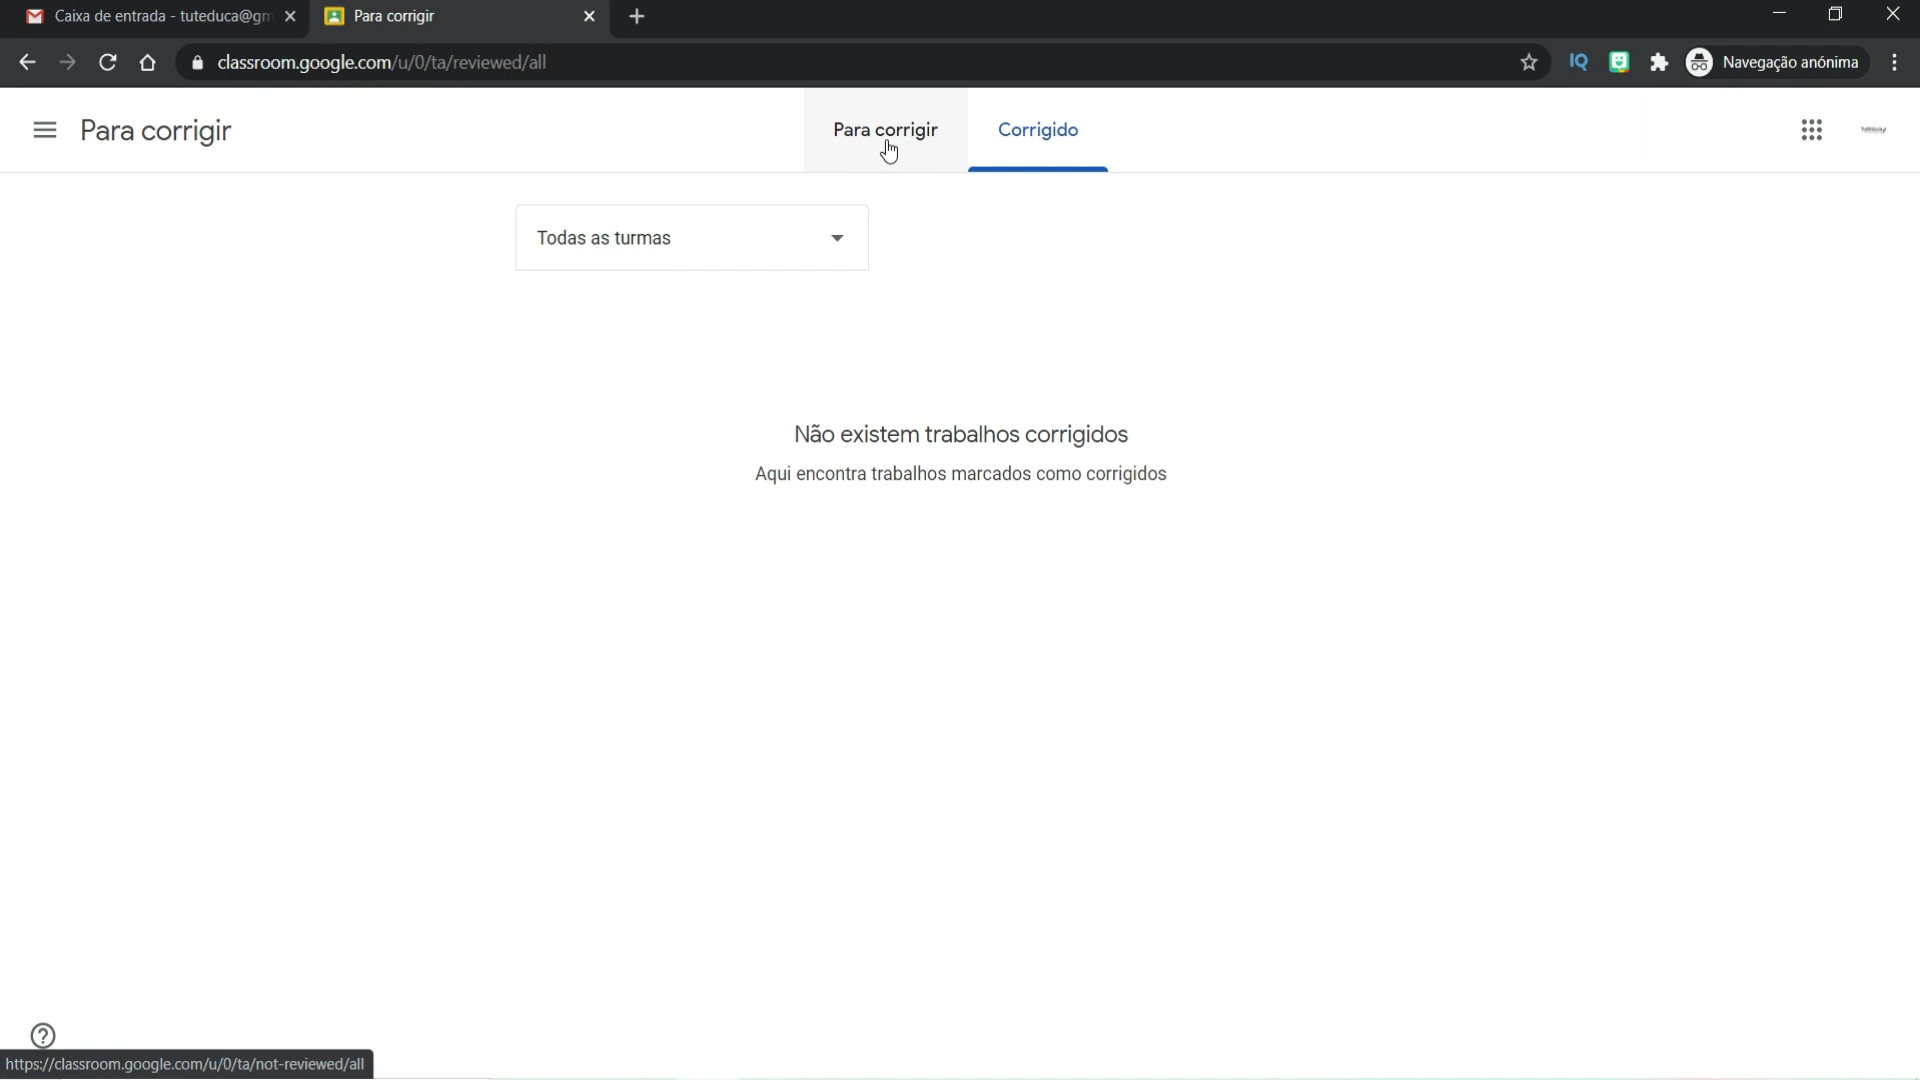 Caixa de entrada - tuteduca@gm
Para corrigir
classroom.google.com/u/0/ta/reviewed/all
IQ
Navegação anónima
Para corrigir
Para corrigir
Corrigido
Todas as turmas
Não existem trabalhos corrigidos
Aqui encontra trabalhos marcados como corrigidos
https://classroom.google.com/u/0/ta/not-reviewed/all